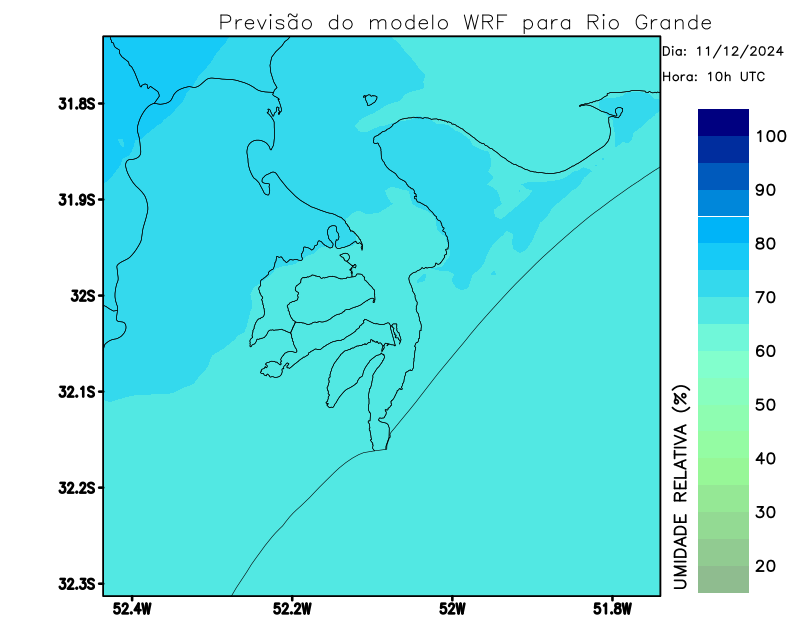 Previsão do modelo WRF para Rio Grande
Dia: 11/12/2024
Hora: 10h UTC
31.8S
31.9S
32S
32.1S
32.2S
32.3S
52.4W
52.2W
52W
51.8W
100
90
80
70
60
50
40
30
20
UMIDADE RELATIVA (%)